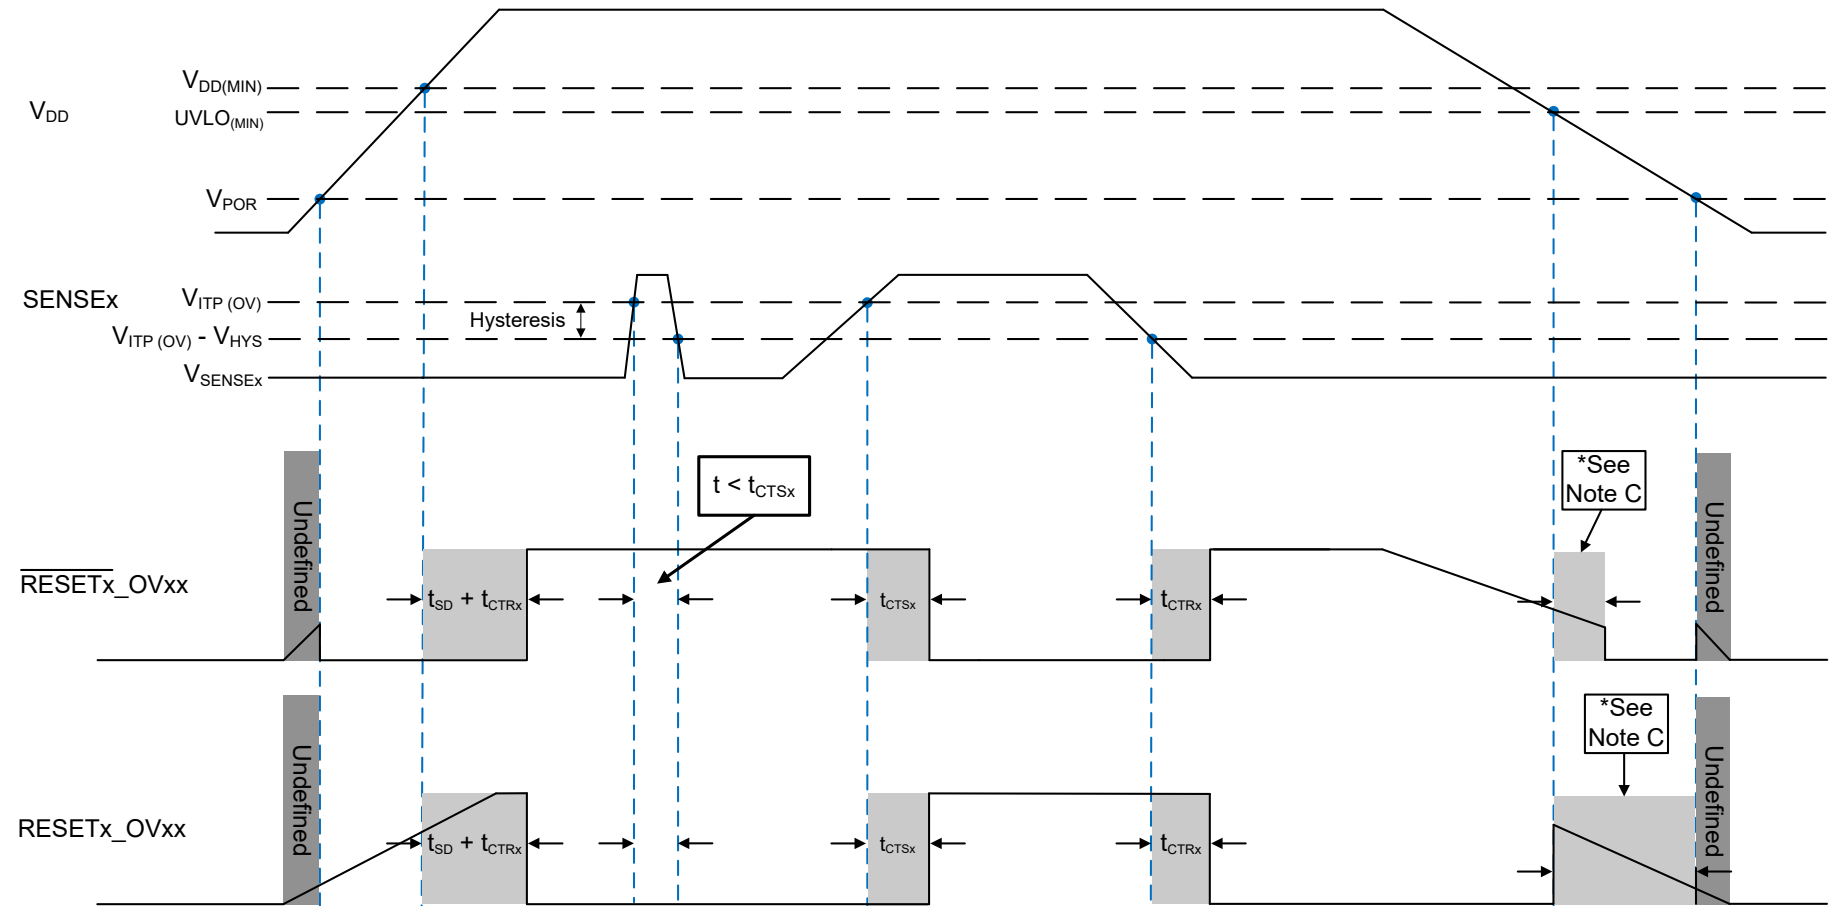 VDD(MIN)
VDD
UVLO(MIN)
VPOR
SENSEx
VITP (OV)
Hysteresis
VITP (OV) - VHYS
VSENSEx
t < tCTSx
*See
Note C
Undefined
Undefined
RESETx_OVxx
tSD + tCTRx
tCTSx
tCTRx
*See
Note C
Undefined
Undefined
RESETx_OVxx
tSD + tCTRx
tCTSx
tCTRx